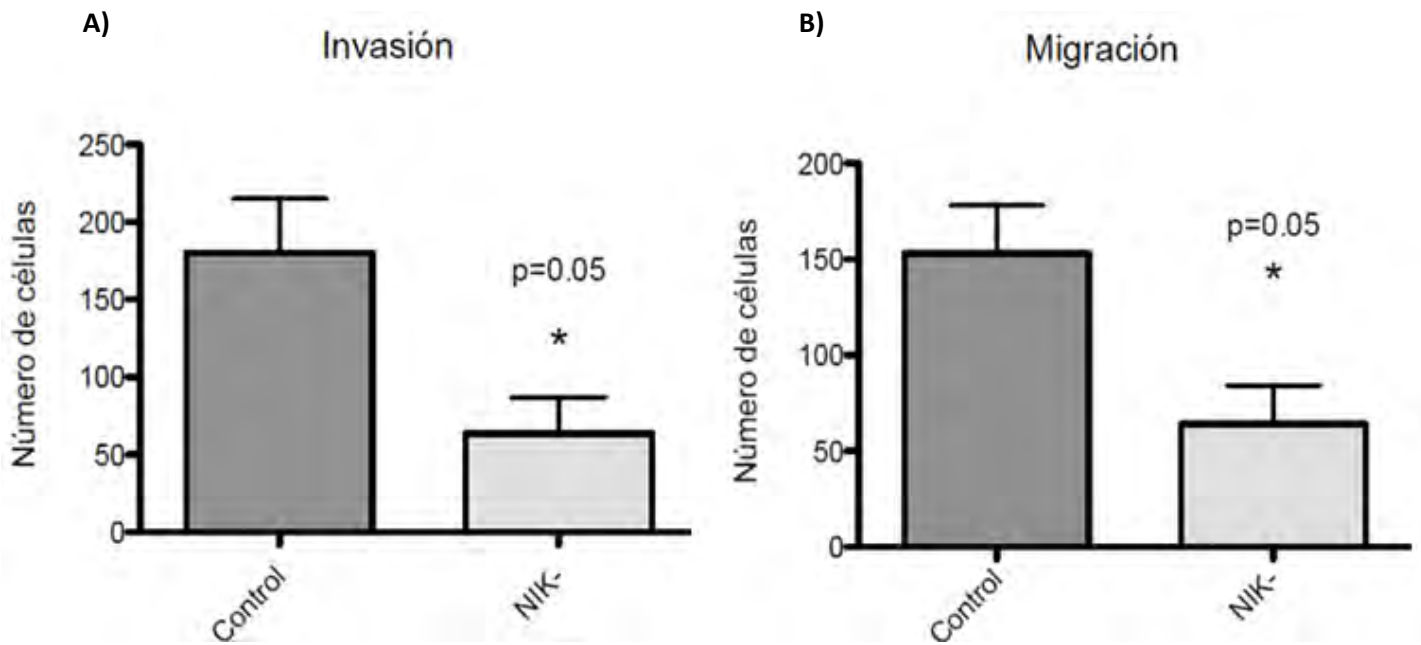 A)
Invasión
Número de células
250
200
150
100
50
0
p=0.05
*
Control
NIK-
B)
Migración
Número de células
200
150
100
50
0
p=0.05
*
Control
NIK-